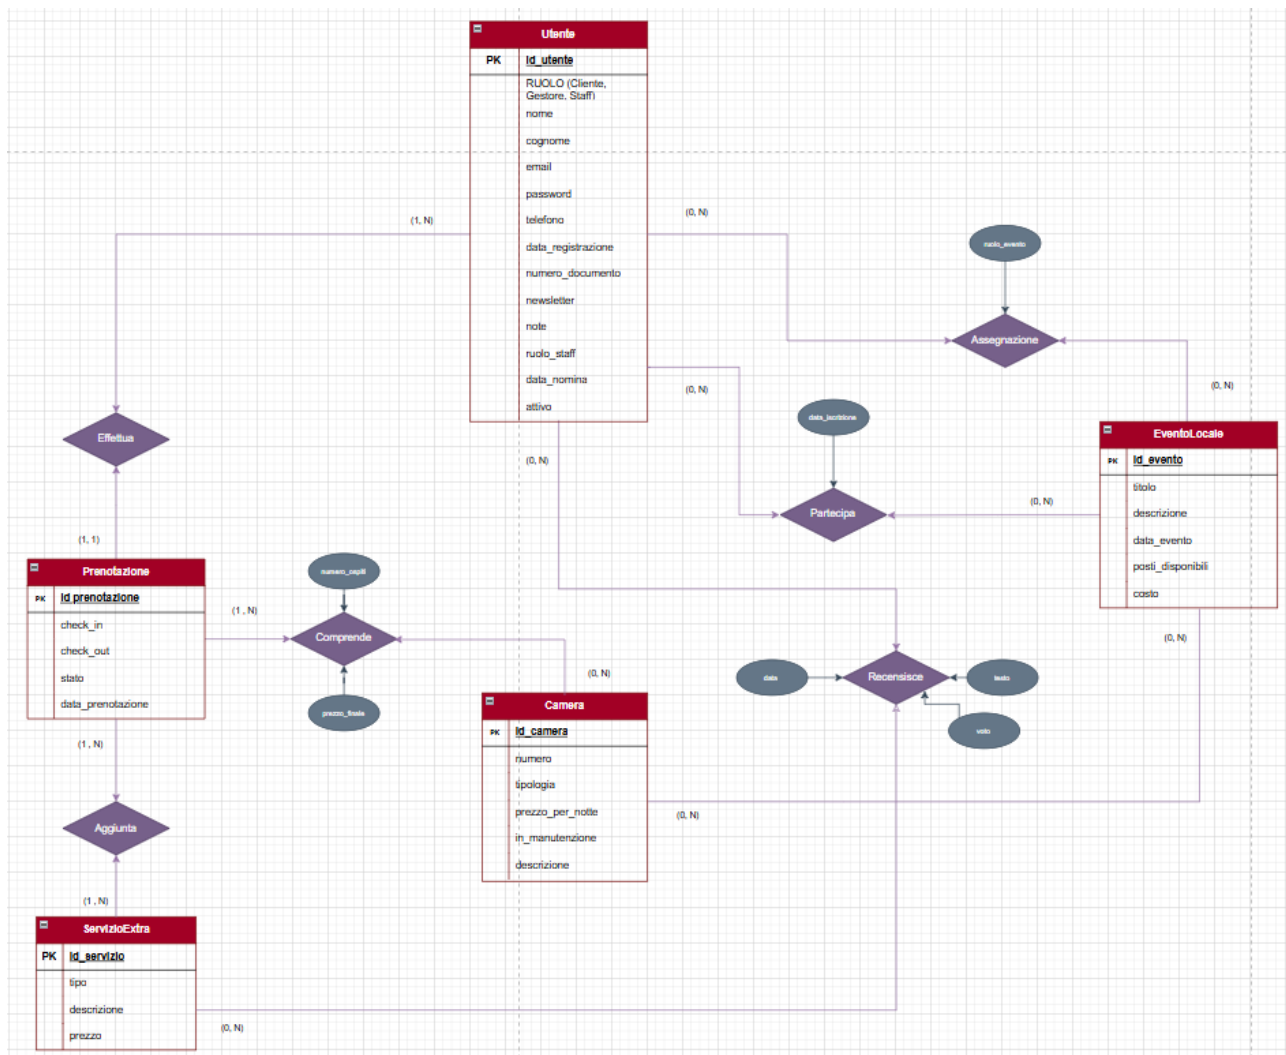 Utente
PK Id_utente
RUOLO (Cliente,
Gestore, Staff)
nome
cognome
email
password
telefono
data_registrazione
numero_documento
newsletter
note
ruolo_staff
data_nomina
attivo
(1, N)
(0, N)
ruolo_evento
Assegnazione
(0, N)
(0, N)
data_iscrizione
Effettua
(0, N)
EventoLocale
PK Id_evento
titolo
descrizione
data_evento
posti_disponibili
costo
Partecipa
(0, N)
(1, 1)
Prenotazione
PK Id prenotazione
check_in
check_out
stato
data_prenotazione
numero_ospiti
(1 , N)
Comprende
prezzo_finale
(0, N)
(0, N)
data
Recensisce
testo
voto
Camera
PK Id_camera
numero
tipologia
prezzo_per_notte
in_manutenzione
descrizione
(0, N)
(1 , N)
Aggiunta
(1 , N)
ServizioExtra
PK Id_servizio
tipo
descrizione
prezzo
(0, N)